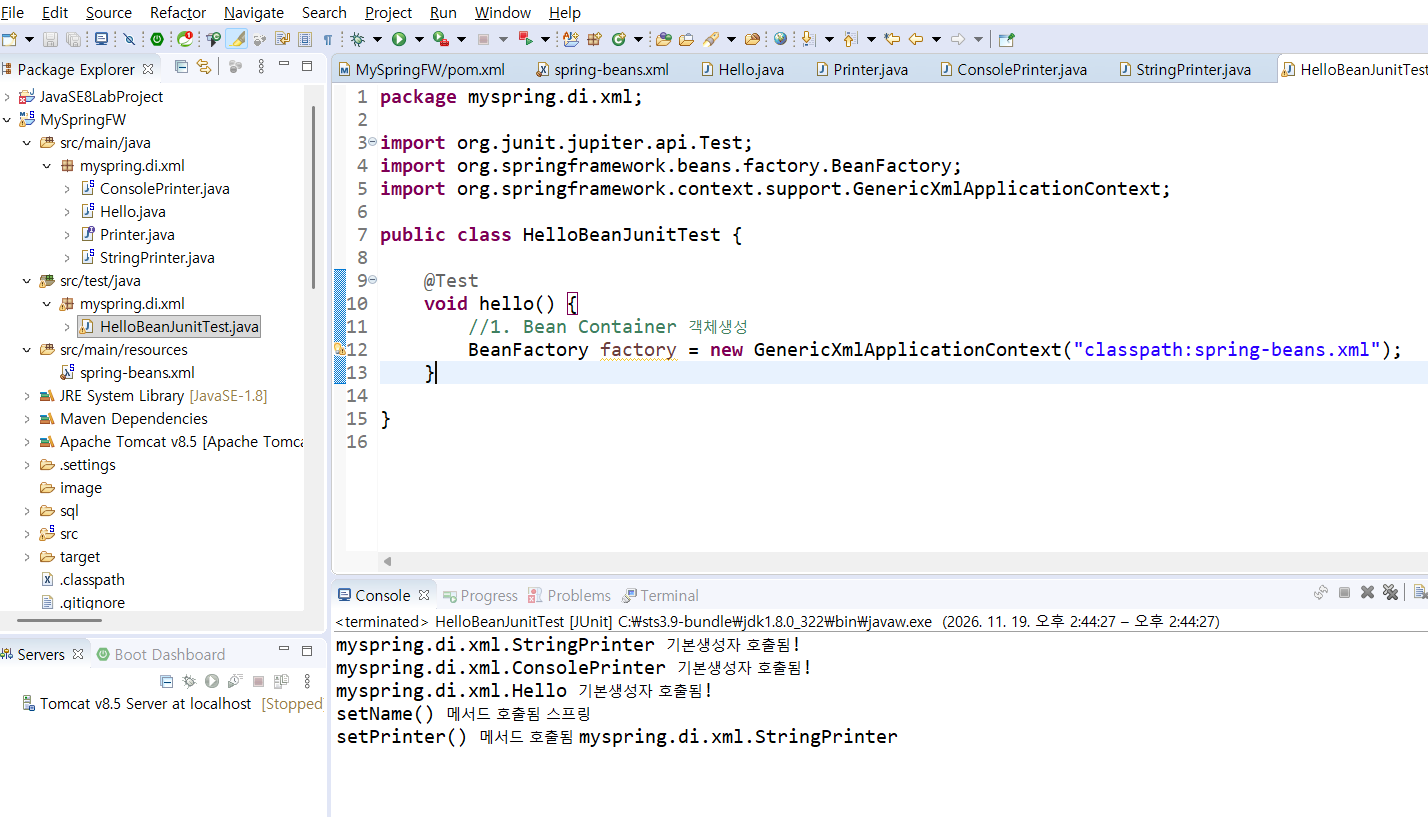 File Edit Source Refactor Navigate Search Project Run Window Help
Package Explorer
JavaSE8LabProject
MySpringFW
src/main/java
myspring.di.xml
ConsolePrinter.java
Hello.java
Printer.java
StringPrinter.java
src/test/java
myspring.di.xml
HelloBeanJunitTest.java
src/main/resources
spring-beans.xml
JRE System Library [JavaSE-1.8]
Maven Dependencies
Apache Tomcat v8.5 [Apache Tomca
.settings
image
sql
src
target
.classpath
.gitignore
Servers Boot Dashboard
Tomcat v8.5 Server at localhost [Stopped
MySpringFW/pom.xml spring-beans.xml Hello.java Printer.java ConsolePrinter.java StringPrinter.java HelloBeanJunitTest
1 package myspring.di.xml;
2
3 import org.junit.jupiter.api.Test;
4 import org.springframework.beans.factory.BeanFactory;
5 import org.springframework.context.support.GenericXmlApplicationContext;
6
7 public class HelloBeanJunitTest {
8
9 @Test
10 void hello() {
11 //1. Bean Container 객체생성
12 BeanFactory factory = new GenericXmlApplicationContext("classpath:spring-beans.xml");
13 }
14
15 }
16
Console Progress Problems Terminal
<terminated> HelloBeanJunitTest [JUnit] C:₩sts3.9-bundle₩jdk1.8.0_322₩bin₩javaw.exe (2026. 11. 19. 오후 2:44:27 – 오후 2:44:27)
myspring.di.xml.StringPrinter 기본생성자 호출됨!
myspring.di.xml.ConsolePrinter 기본생성자 호출됨!
myspring.di.xml.Hello 기본생성자 호출됨!
setName() 메서드 호출됨 스프링
setPrinter() 메서드 호출됨 myspring.di.xml.StringPrinter